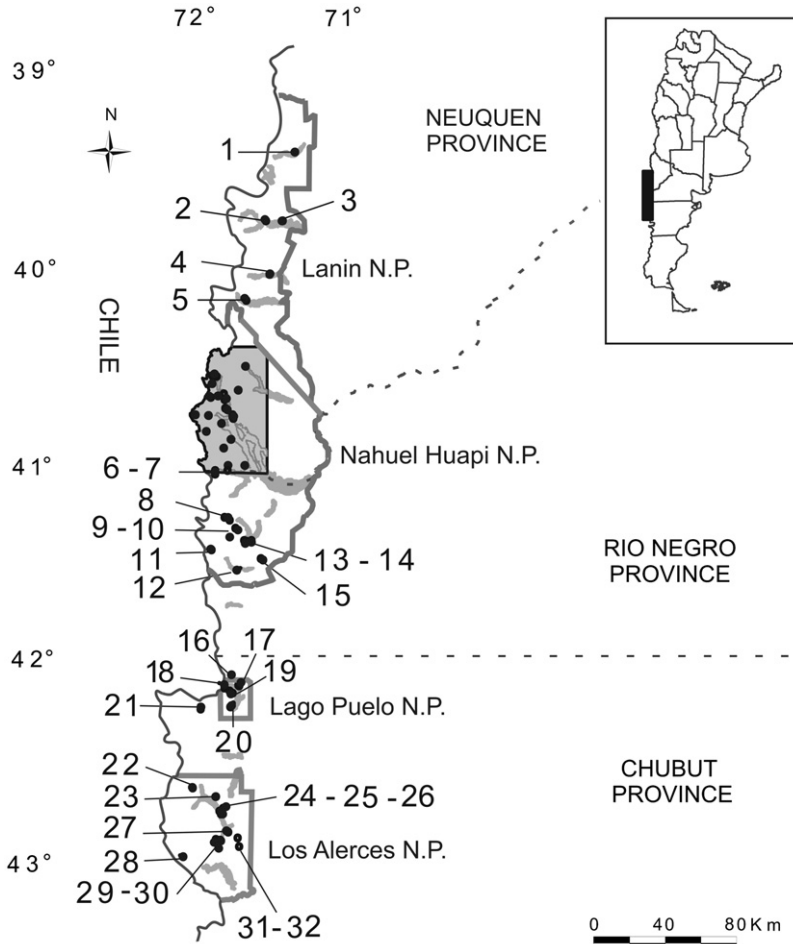 72° 71°
39°
N
NEUQUEN
PROVINCE
1
2 3
40°
4 Lanin N.P.
5
CHILE
Nahuel Huapi N.P.
41°
6 - 7
8
9 - 10
11 13 - 14
12 15
RIO NEGRO
PROVINCE
42°
16 17
18 19
21 Lago Puelo N.P.
20
22
23 24 - 25 - 26
CHUBUT
PROVINCE
27
28 Los Alerces N.P.
43°
29 - 30
31 - 32
0 40 80 Km